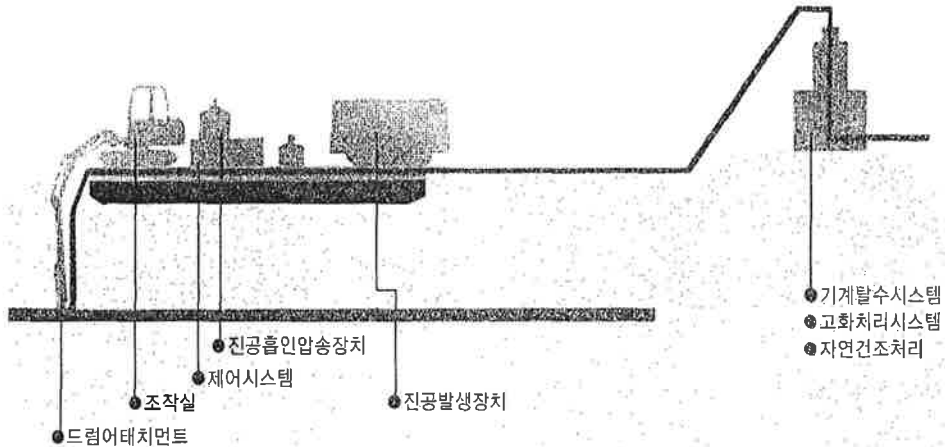 기계탈수시스템
고화처리시스템
자연건조처리
진공흡인압송장치
제어시스템
조작실
진공발생장치
드럼어태치먼트